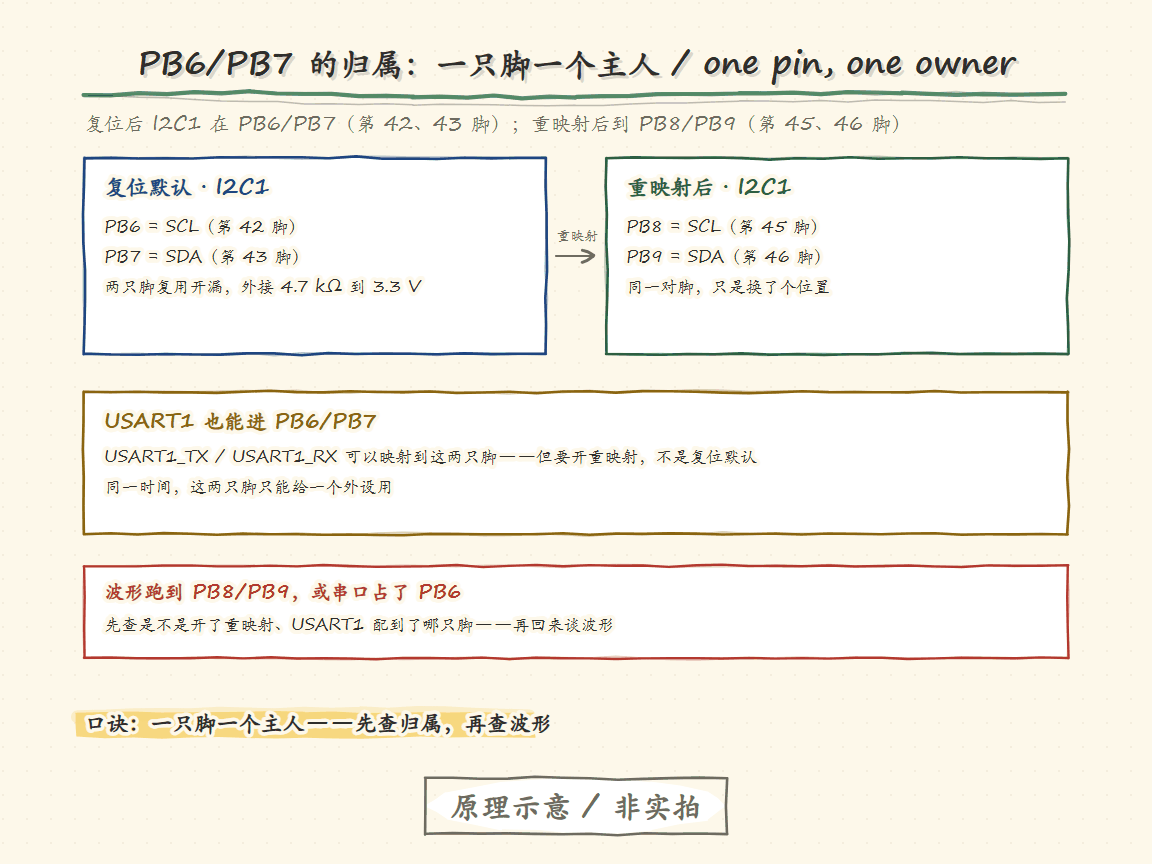 PB6/PB7 的归属：一只脚一个主人 / one pin, one owner
复位后 I2C1 在 PB6/PB7（第 42、43 脚）；重映射后到 PB8/PB9（第 45、46 脚）
复位默认 · I2C1
PB6 = SCL（第 42 脚）
PB7 = SDA（第 43 脚）
两只脚复用开漏，外接 4.7 kΩ 到 3.3 V
重映射
重映射后 · I2C1
PB8 = SCL（第 45 脚）
PB9 = SDA（第 46 脚）
同一对脚，只是换了个位置
USART1 也能进 PB6/PB7
USART1_TX / USART1_RX 可以映射到这两只脚——但要开重映射，不是复位默认
同一时间，这两只脚只能给一个外设用
波形跑到 PB8/PB9，或串口占了 PB6
先查是不是开了重映射、USART1 配到了哪只脚——再回来谈波形
口诀：一只脚一个主人——先查归属，再查波形
原理示意 / 非实拍